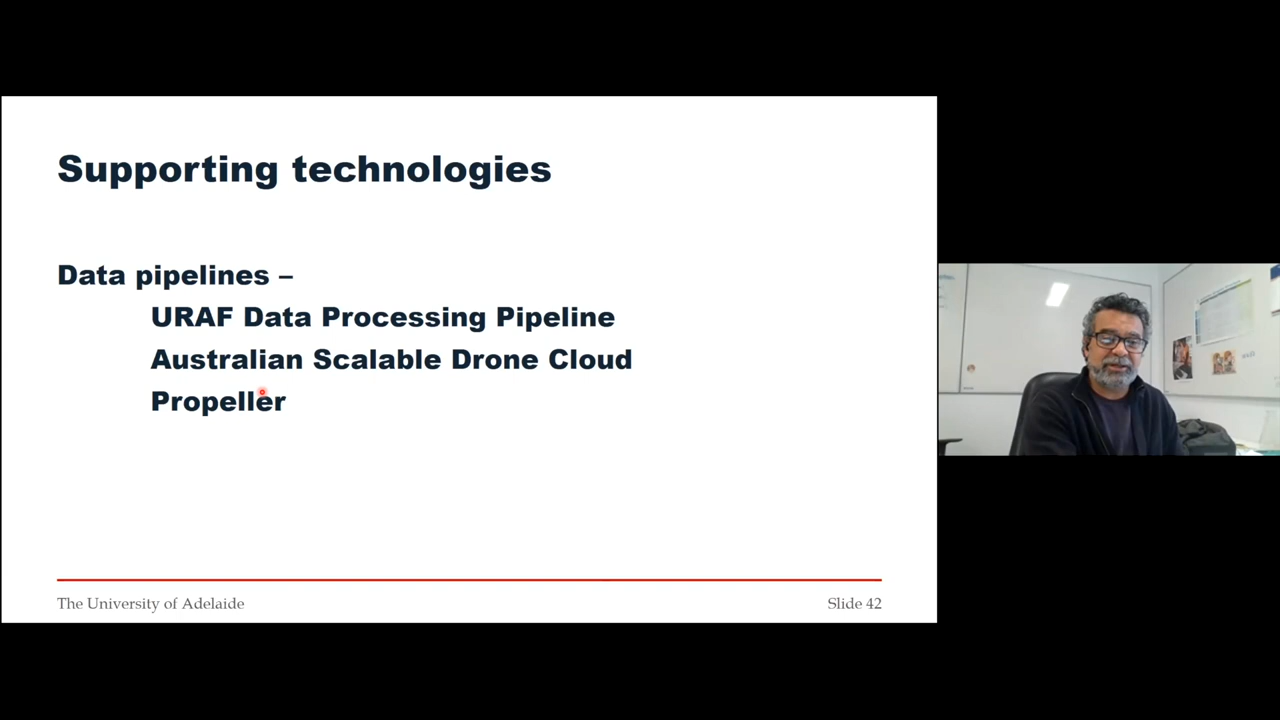 Supporting technologies
Data pipelines –
URAF Data Processing Pipeline
Australian Scalable Drone Cloud
Propeller
The University of Adelaide
Slide 42